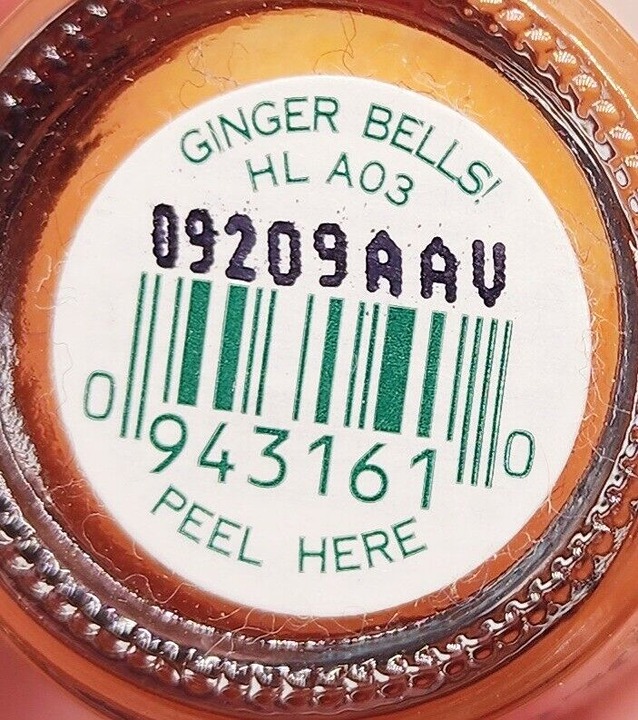 GINGER BELLS!
HL A03
09209AAV
0 943161 0
PEEL HERE